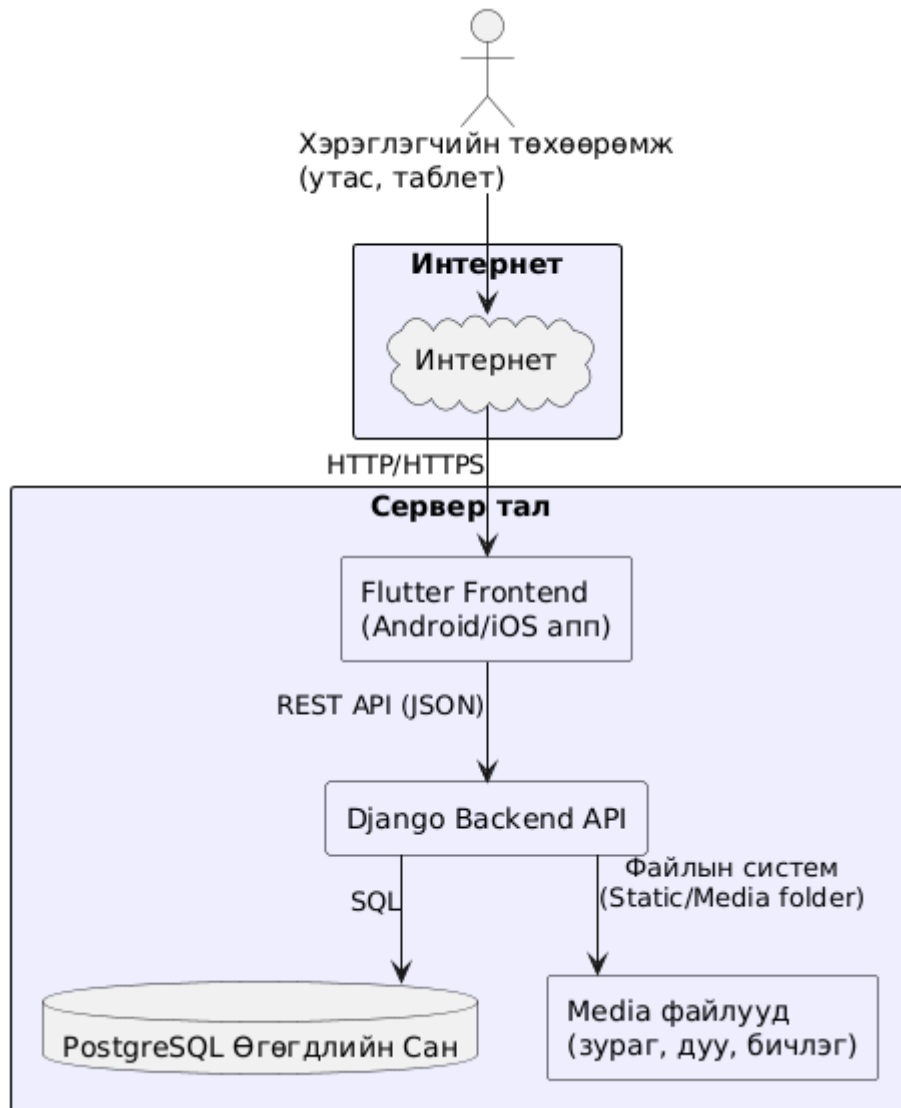 Хэрэглэгчийн төхөөрөмж
(утас, таблет)
Интернет
Интернет
HTTP/HTTPS
Сервер тал
Flutter Frontend
(Android/iOS апп)
REST API (JSON)
Django Backend API
SQL
Файлын систем
(Static/Media folder)
PostgreSQL Өгөгдлийн Сан
Media файлууд
(зураг, дуу, бичлэг)